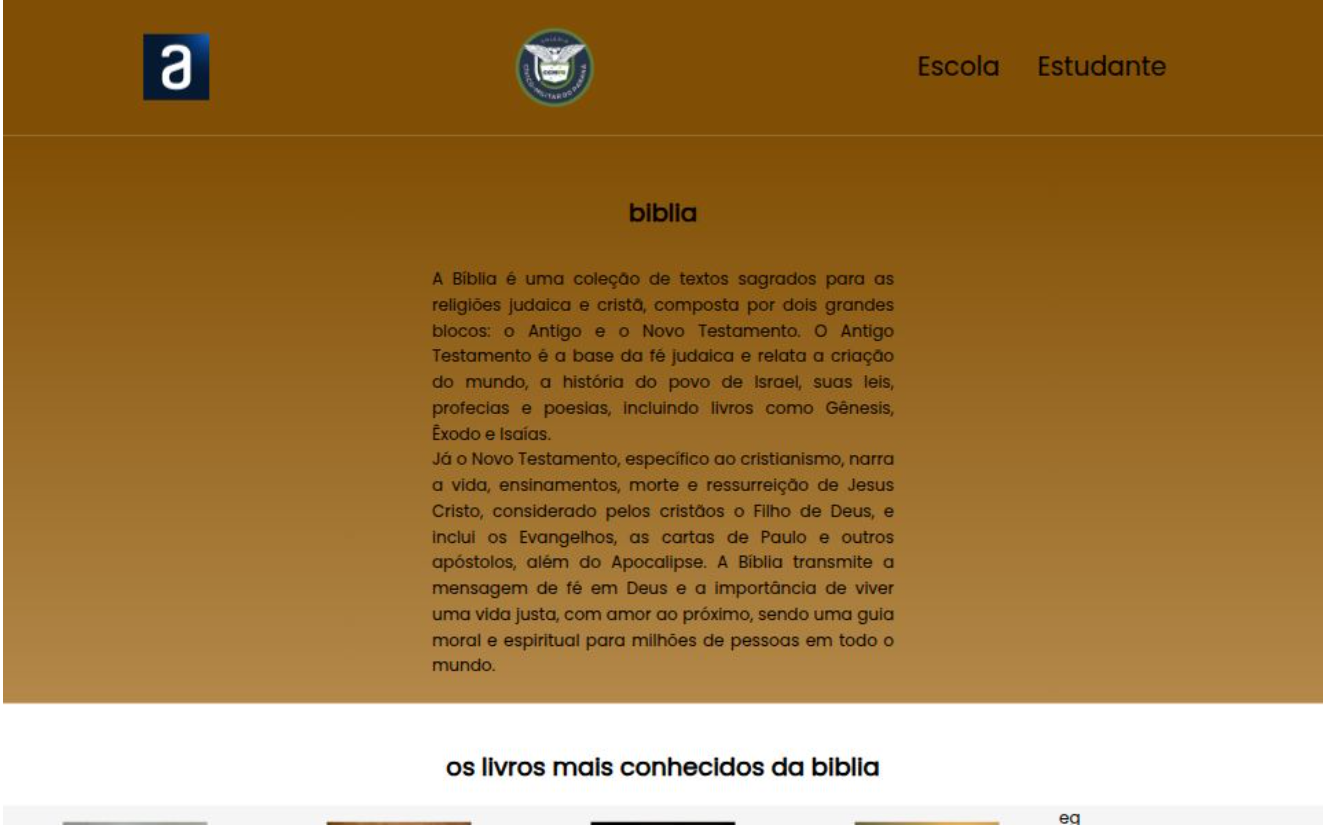 a
Escola Estudante
biblia
A Bíblia é uma coleção de textos sagrados para as
religiões judaica e cristã, composta por dois grandes
blocos: o Antigo e o Novo Testamento. O Antigo
Testamento é a base da fé judaica e relata a criação
do mundo, a história do povo de Israel, suas leis,
profecias e poesias, incluindo livros como Gênesis,
Êxodo e Isaías.
Já o Novo Testamento, específico ao cristianismo, narra
a vida, ensinamentos, morte e ressurreição de Jesus
Cristo, considerado pelos cristãos o Filho de Deus, e
inclui os Evangelhos, as cartas de Paulo e outros
apóstolos, além do Apocalipse. A Bíblia transmite a
mensagem de fé em Deus e a importância de viver
uma vida justa, com amor ao próximo, sendo uma guia
moral e espiritual para milhões de pessoas em todo o
mundo.
os livros mais conhecidos da biblia